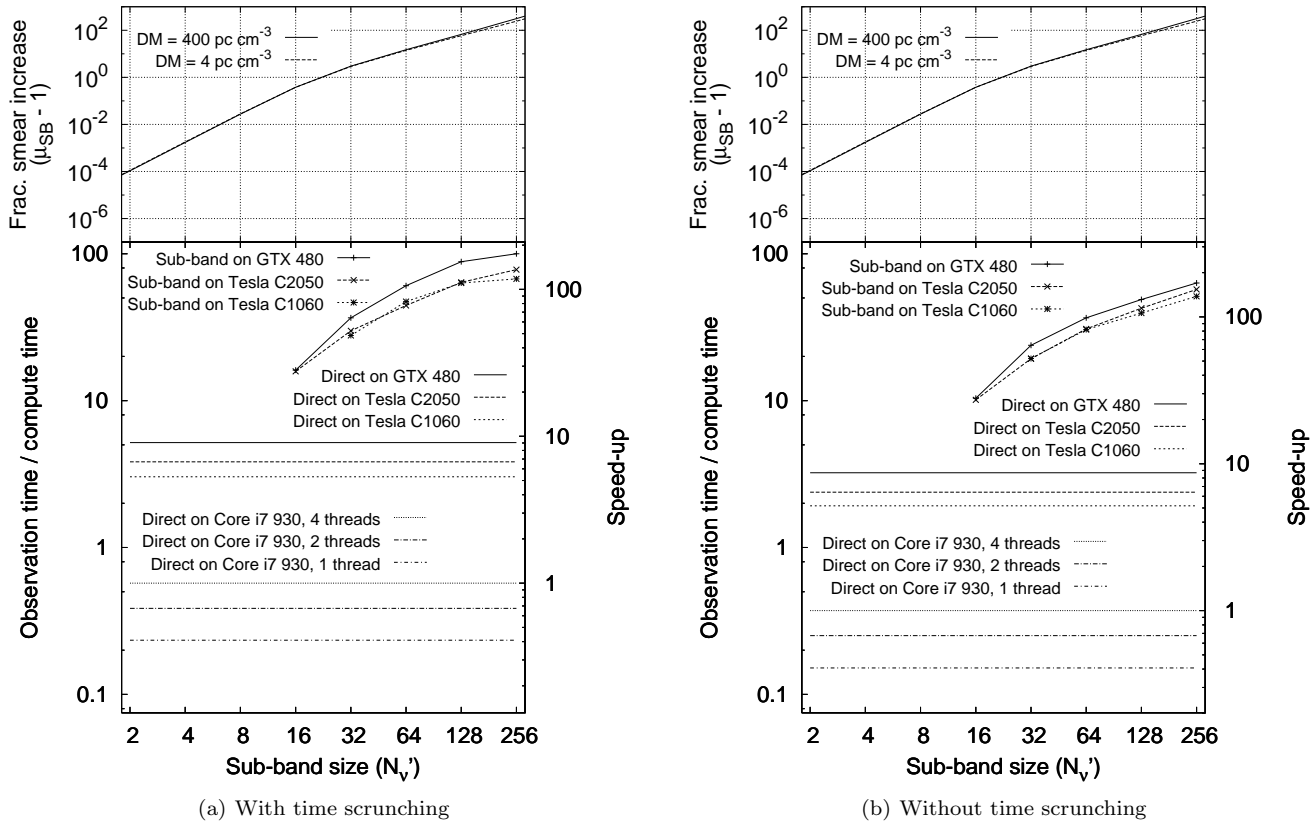 Frac. smear increase
(μSB - 1)
10^2
10^0
10^-2
10^-4
10^-6
DM = 400 pc cm^-3
DM = 4 pc cm^-3
Observation time / compute time
100
10
1
0.1
Sub-band on GTX 480
Sub-band on Tesla C2050
Sub-band on Tesla C1060
Direct on GTX 480
Direct on Tesla C2050
Direct on Tesla C1060
Direct on Core i7 930, 4 threads
Direct on Core i7 930, 2 threads
Direct on Core i7 930, 1 thread
100
10
1
Speed-up
2 4 8 16 32 64 128 256
Sub-band size (Nν')
(a) With time scrunching
Frac. smear increase
(μSB - 1)
10^2
10^0
10^-2
10^-4
10^-6
DM = 400 pc cm^-3
DM = 4 pc cm^-3
Observation time / compute time
100
10
1
0.1
Sub-band on GTX 480
Sub-band on Tesla C2050
Sub-band on Tesla C1060
Direct on GTX 480
Direct on Tesla C2050
Direct on Tesla C1060
Direct on Core i7 930, 4 threads
Direct on Core i7 930, 2 threads
Direct on Core i7 930, 1 thread
100
10
1
Speed-up
2 4 8 16 32 64 128 256
Sub-band size (Nν')
(b) Without time scrunching